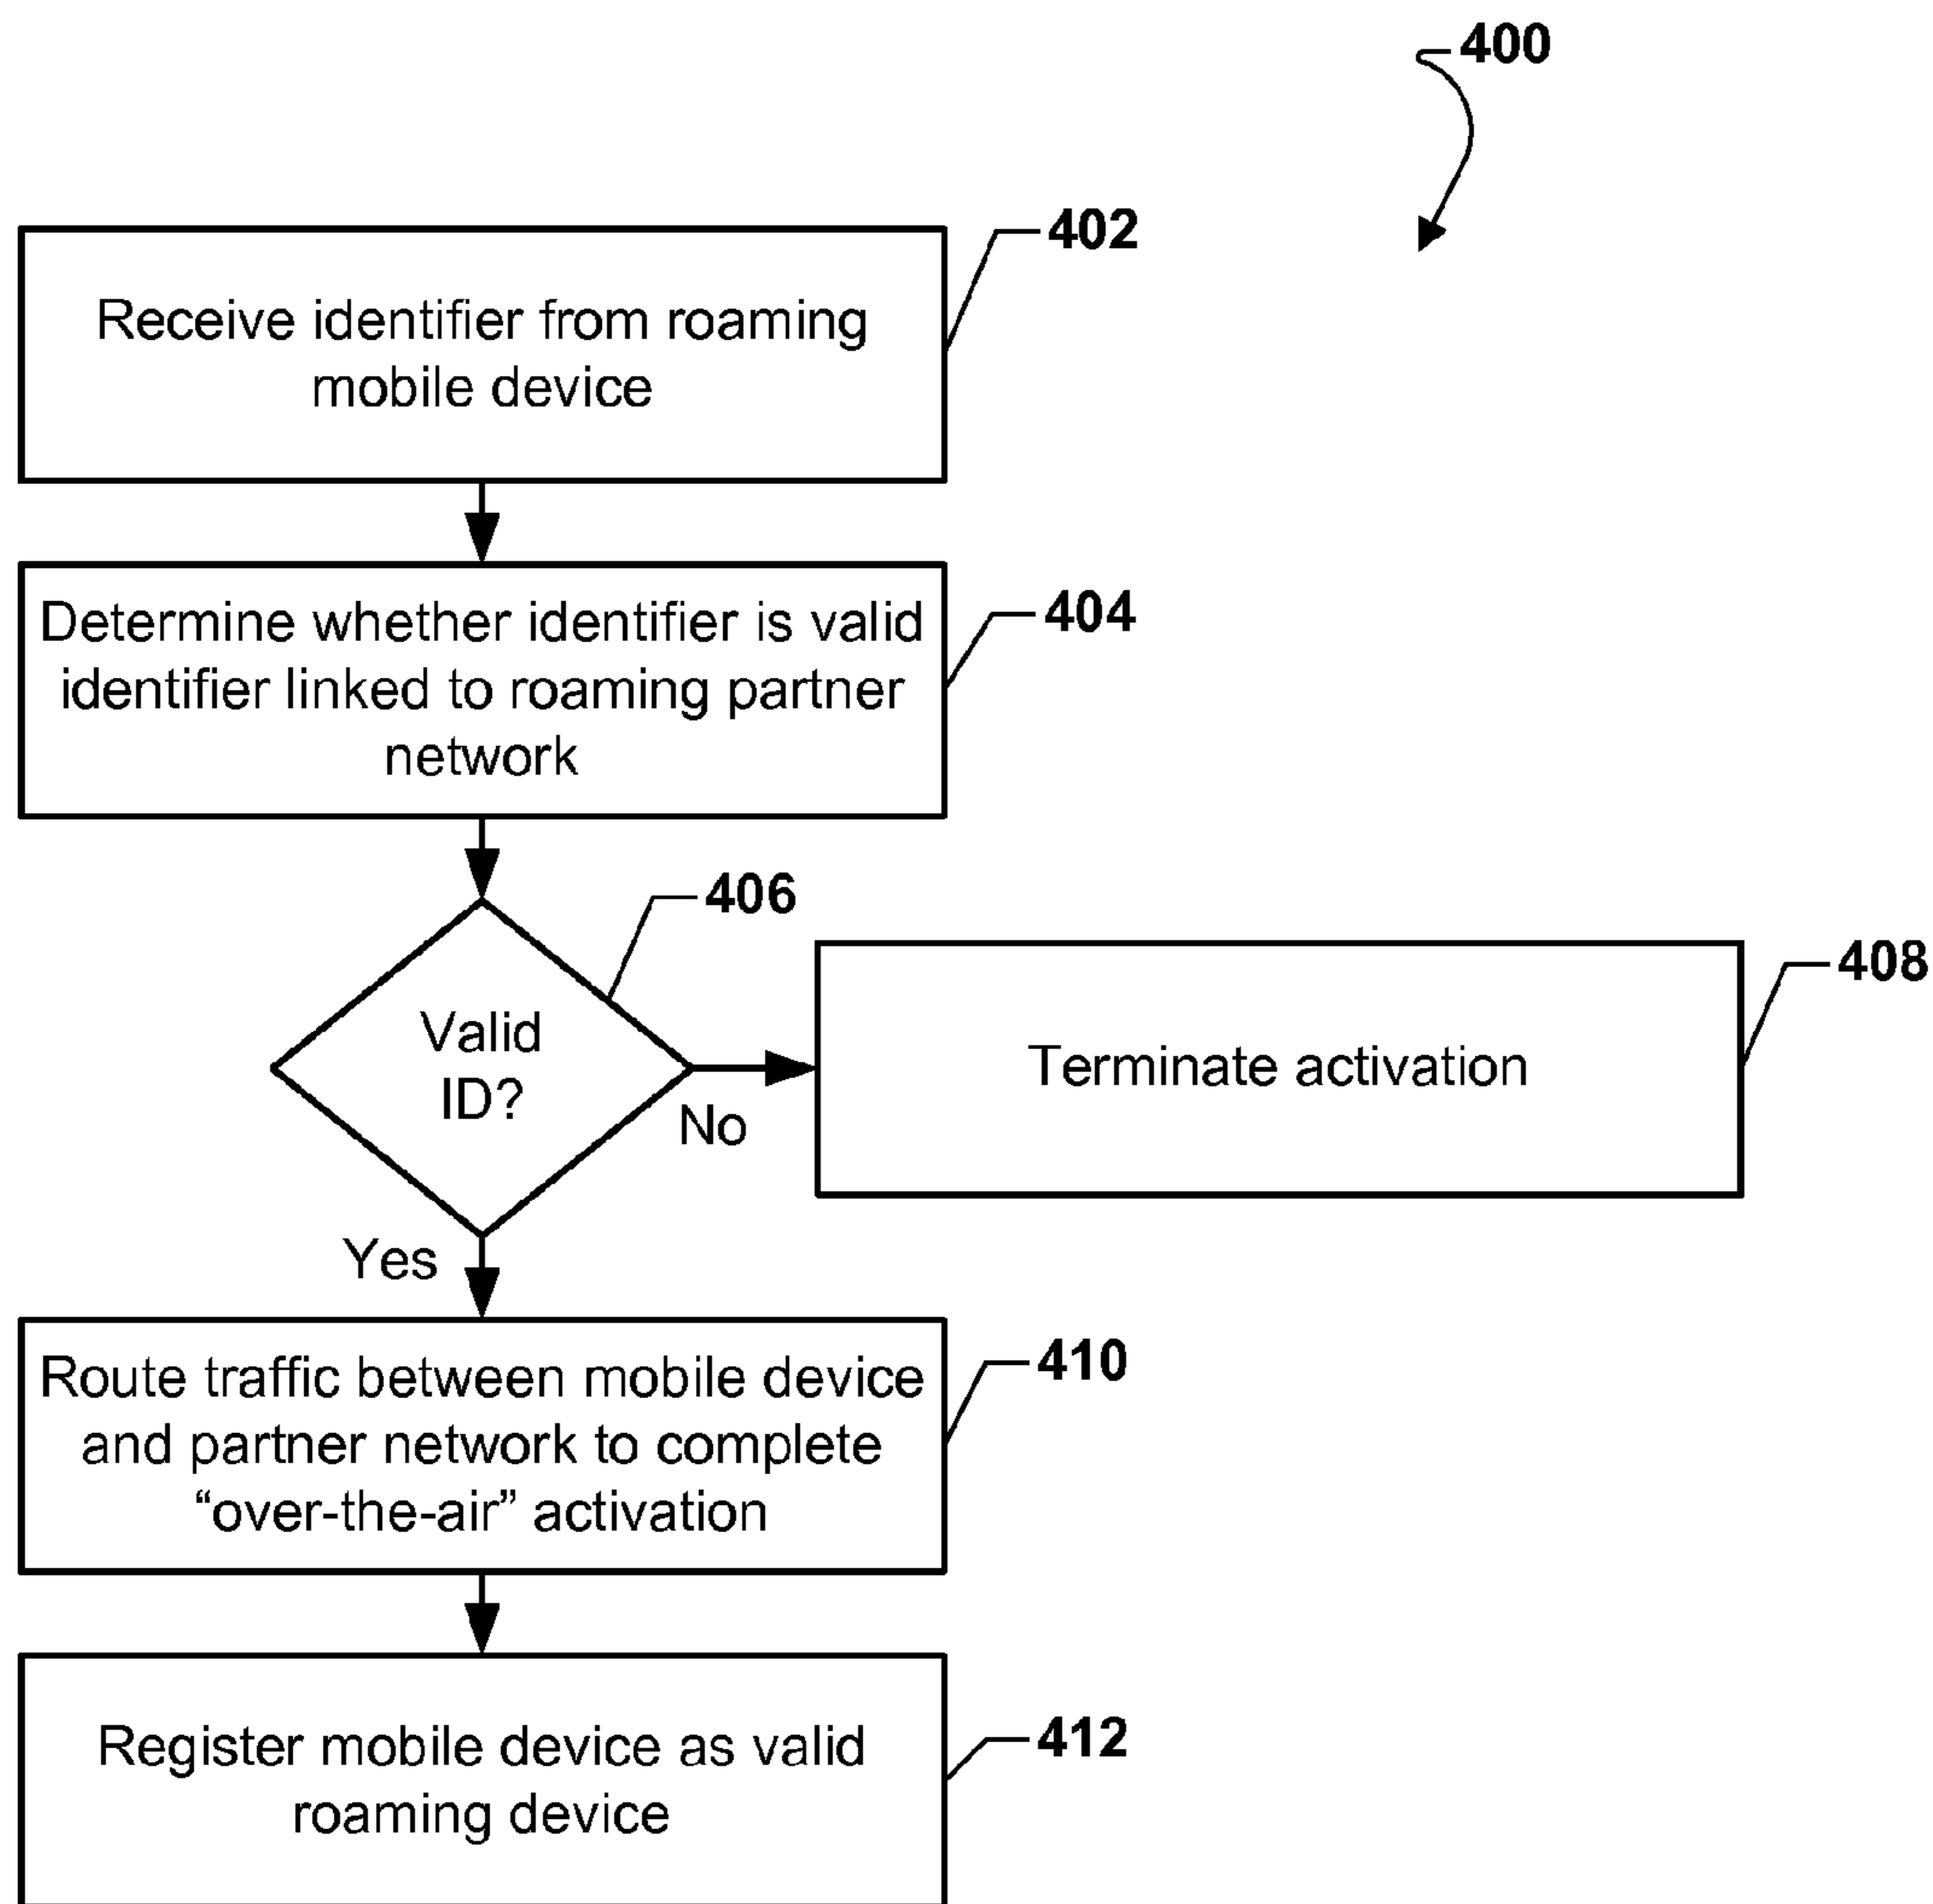 400
402
Receive identifier from roaming
mobile device
404
Determine whether identifier is valid
identifier linked to roaming partner
network
406
Valid
ID?
No
Yes
408
Terminate activation
410
Route traffic between mobile device
and partner network to complete
“over-the-air” activation
412
Register mobile device as valid
roaming device